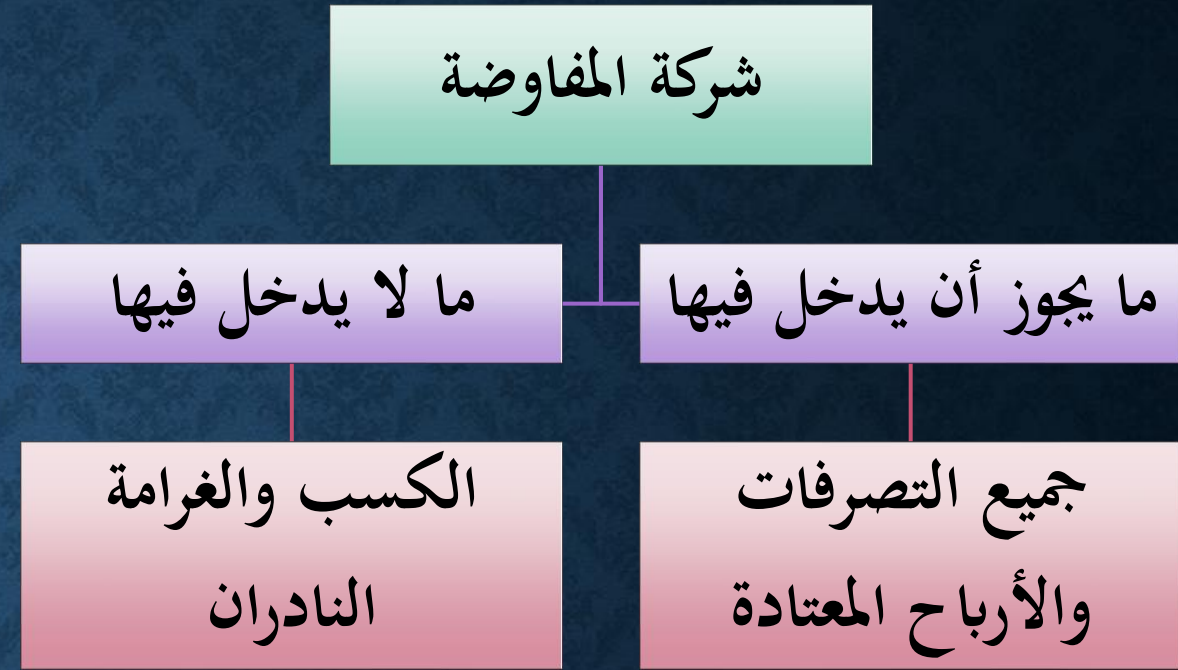 شركة المفاوضة
ما يجوز أن يدخل فيها
ما لا يدخل فيها
جميع التصرفات
والأرباح المعتادة
الكسب والغرامة
النادران